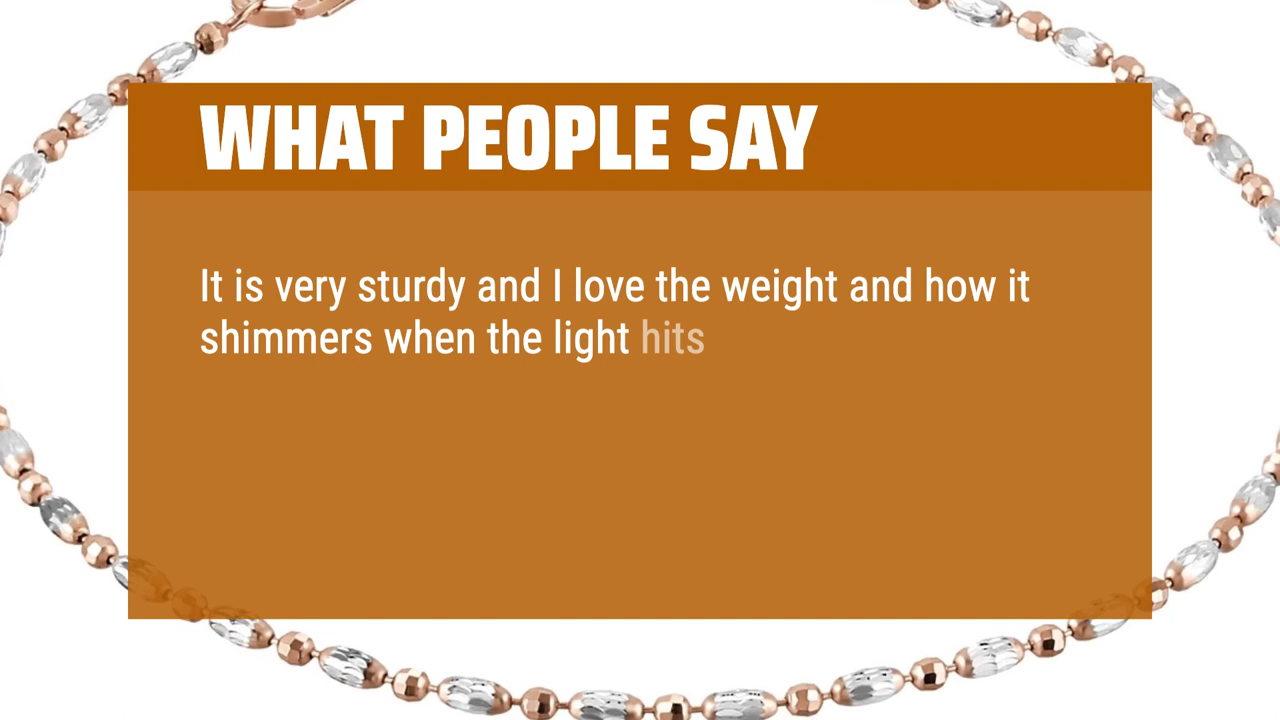 WHAT PEOPLE SAY
It is very sturdy and I love the weight and how it
shimmers when the light hits